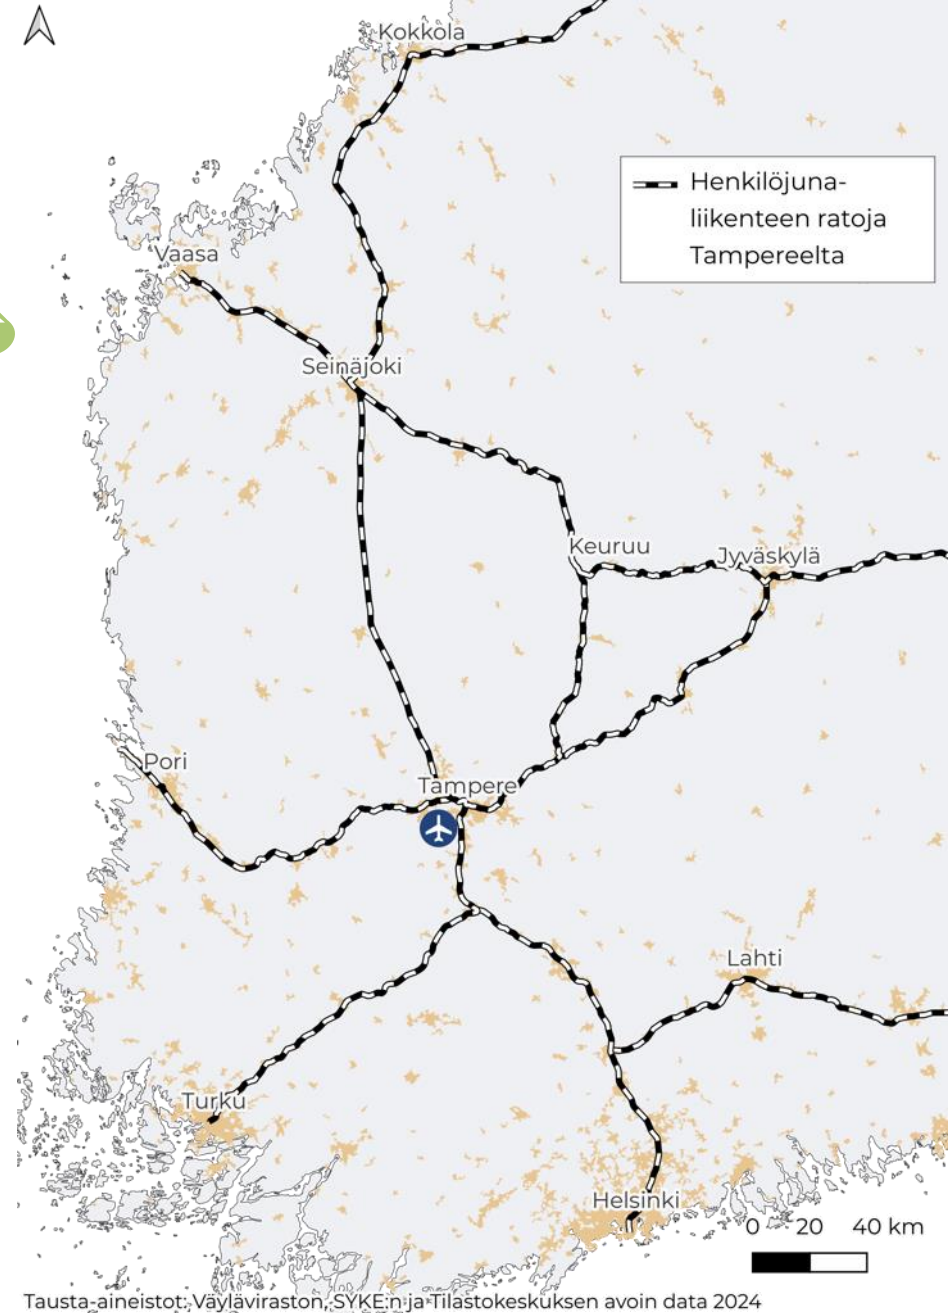 Kokkola
Henkilöjuna-
liikenteen ratoja
Tampereelta
Vaasa
Seinäjoki
Keuruu
Jyväskylä
Pori
Tampere
Lahti
Turku
Helsinki
0 20 40 km
Tausta-aineistot: Väyläviraston, SYKE:n ja Tilastokeskuksen avoin data 2024